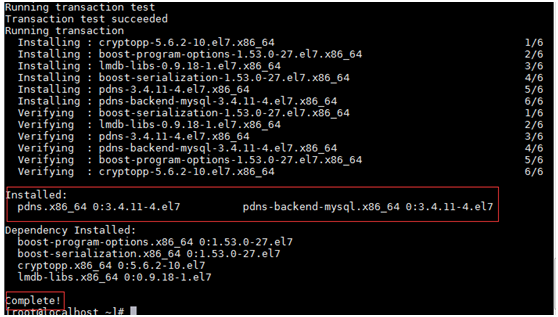 Running transaction test
Transaction test succeeded
Running transaction
Installing : cryptopp-5.6.2-10.el7.x86_64 1/6
Installing : boost-program-options-1.53.0-27.el7.x86_64 2/6
Installing : lmdb-libs-0.9.18-1.el7.x86_64 3/6
Installing : boost-serialization-1.53.0-27.el7.x86_64 4/6
Installing : pdns-3.4.11-4.el7.x86_64 5/6
Installing : pdns-backend-mysql-3.4.11-4.el7.x86_64 6/6
Verifying : boost-serialization-1.53.0-27.el7.x86_64 1/6
Verifying : lmdb-libs-0.9.18-1.el7.x86_64 2/6
Verifying : pdns-3.4.11-4.el7.x86_64 3/6
Verifying : pdns-backend-mysql-3.4.11-4.el7.x86_64 4/6
Verifying : boost-program-options-1.53.0-27.el7.x86_64 5/6
Verifying : cryptopp-5.6.2-10.el7.x86_64 6/6
Installed:
pdns.x86_64 0:3.4.11-4.el7 pdns-backend-mysql.x86_64 0:3.4.11-4.el7
Dependency Installed:
boost-program-options.x86_64 0:1.53.0-27.el7
boost-serialization.x86_64 0:1.53.0-27.el7
cryptopp.x86_64 0:5.6.2-10.el7
lmdb-libs.x86_64 0:0.9.18-1.el7
Complete!
[root@localhost ~]#